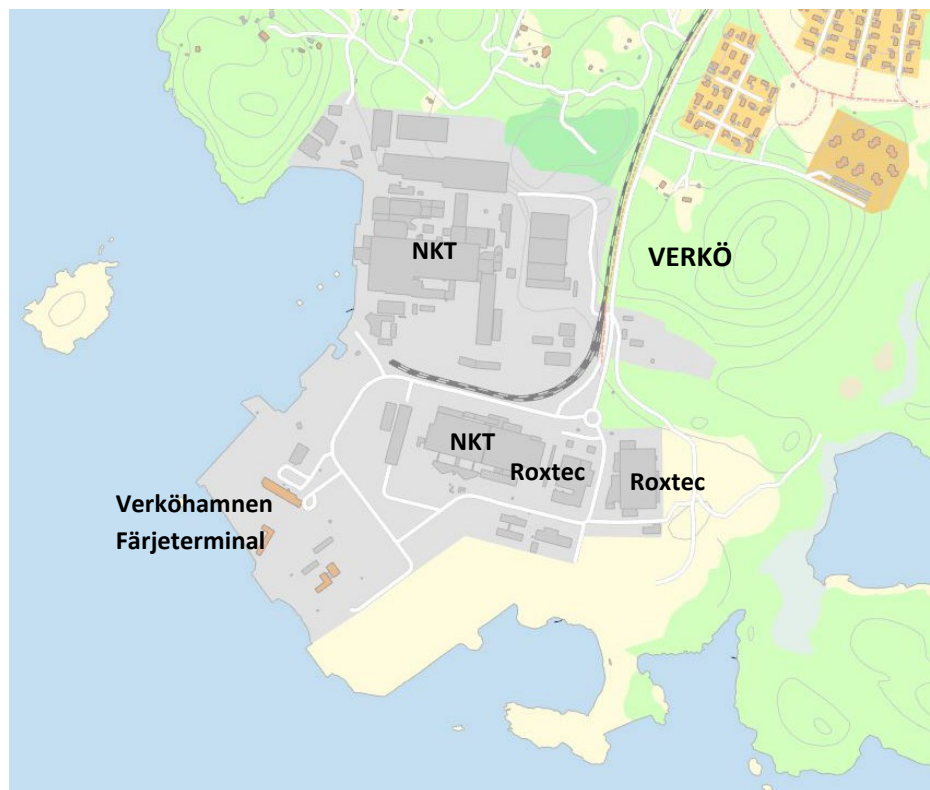 NKT
VERKÖ
NKT
Roxtec
Roxtec
Verköhamnen
Färjeterminal